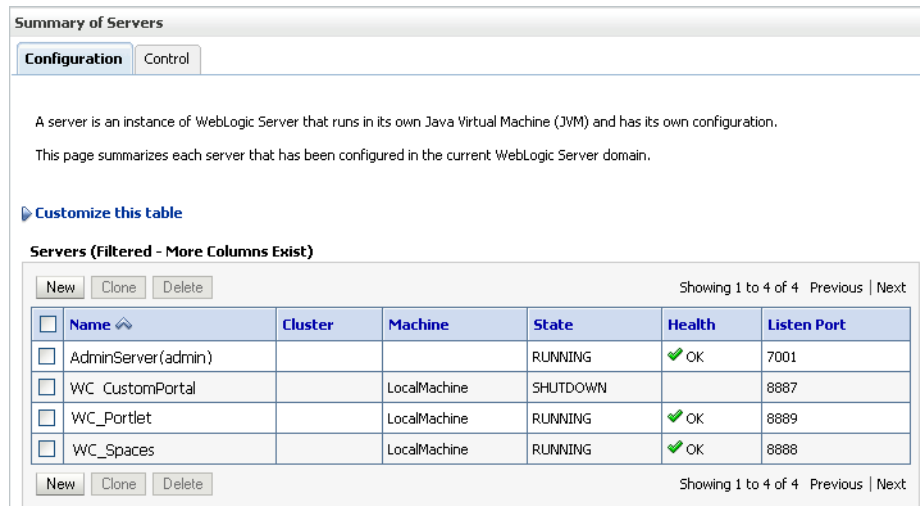 Summary of Servers
Configuration Control
A server is an instance of WebLogic Server that runs in its own Java Virtual Machine (JVM) and has its own configuration.
This page summarizes each server that has been configured in the current WebLogic Server domain.
Customize this table
Servers (Filtered - More Columns Exist)
New Clone Delete Showing 1 to 4 of 4 Previous | Next
Name Cluster Machine State Health Listen Port
AdminServer(admin) RUNNING OK 7001
WC_CustomPortal LocalMachine SHUTDOWN 8887
WC_Portlet LocalMachine RUNNING OK 8889
WC_Spaces LocalMachine RUNNING OK 8888
New Clone Delete Showing 1 to 4 of 4 Previous | Next